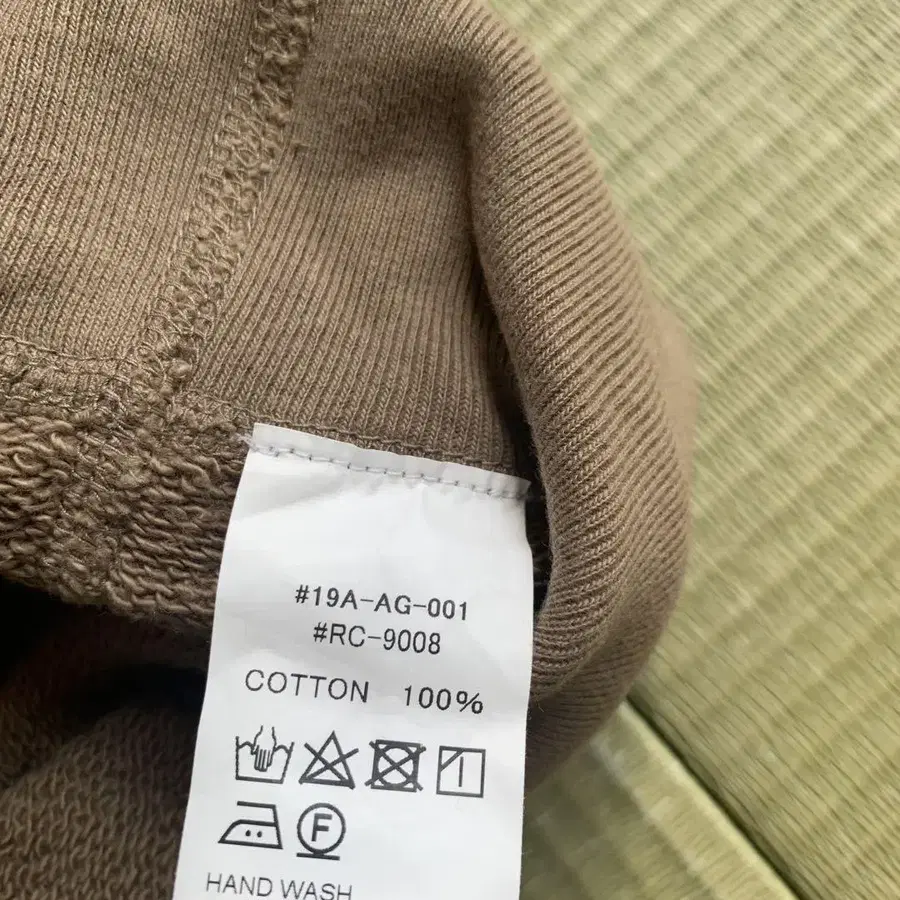 #19A-AG-001
#RC-9008
COTTON 100%
F
HAND WASH